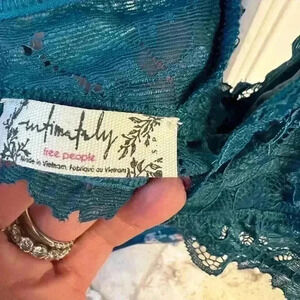 intimately
free people
Made in Vietnam. Fabriqué au Vietnam
S